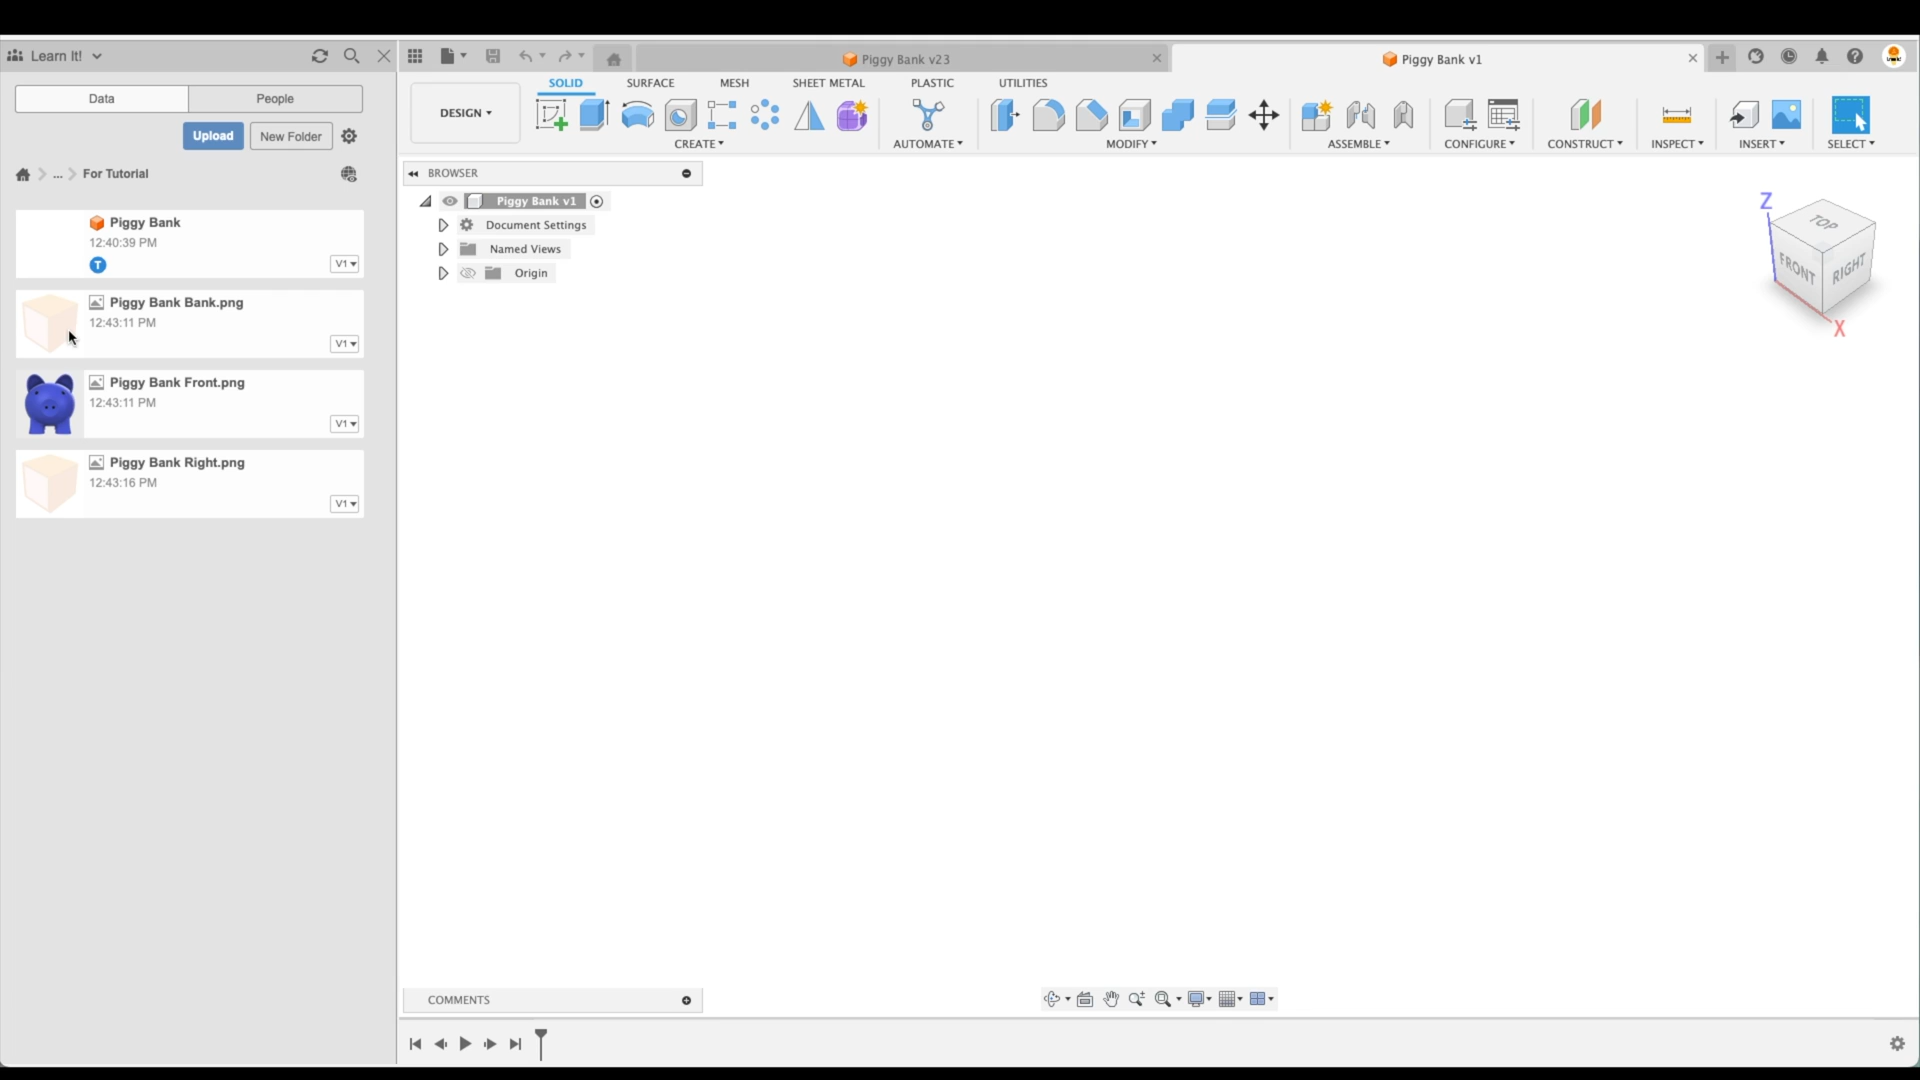 Learn It!
Piggy Bank v23
Piggy Bank v1
Data
People
Upload
New Folder
... For Tutorial
Piggy Bank
12:40:39 PM
T
V1
Piggy Bank Bank.png
12:43:11 PM
V1
Piggy Bank Front.png
12:43:11 PM
V1
Piggy Bank Right.png
12:43:16 PM
V1
DESIGN
SOLID
SURFACE
MESH
SHEET METAL
PLASTIC
UTILITIES
CREATE
AUTOMATE
MODIFY
ASSEMBLE
CONFIGURE
CONSTRUCT
INSPECT
INSERT
SELECT
BROWSER
Piggy Bank v1
Document Settings
Named Views
Origin
Z
TOP
FRONT
RIGHT
X
COMMENTS